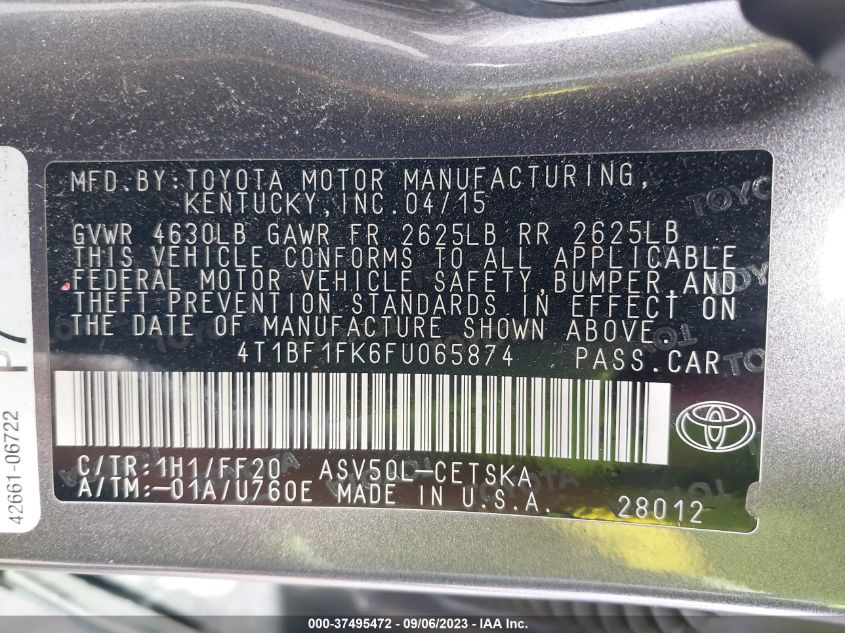 MFD.BY:TOYOTA MOTOR MANUFACTURING,
KENTUCKY,INC.04/15
GVWR 4630LB GAWR FR 2625LB RR 2625LB
THIS VEHICLE CONFORMS TO ALL APPLICABLE
FEDERAL MOTOR VEHICLE SAFETY,BUMPER,AND
THEFT PREVENTION STANDARDS IN EFFECT ON
THE DATE OF MANUFACTURE SHOWN ABOVE.
4T1BF1FK6FU065874 PASS.CAR
C/TR:1H1/FF20 ASV50L-CETSKA
A/TM:-01A/U760E MADE IN U.S.A.
28012
42661-06722
000-37495472 - 09/06/2023 - © IAA Inc.